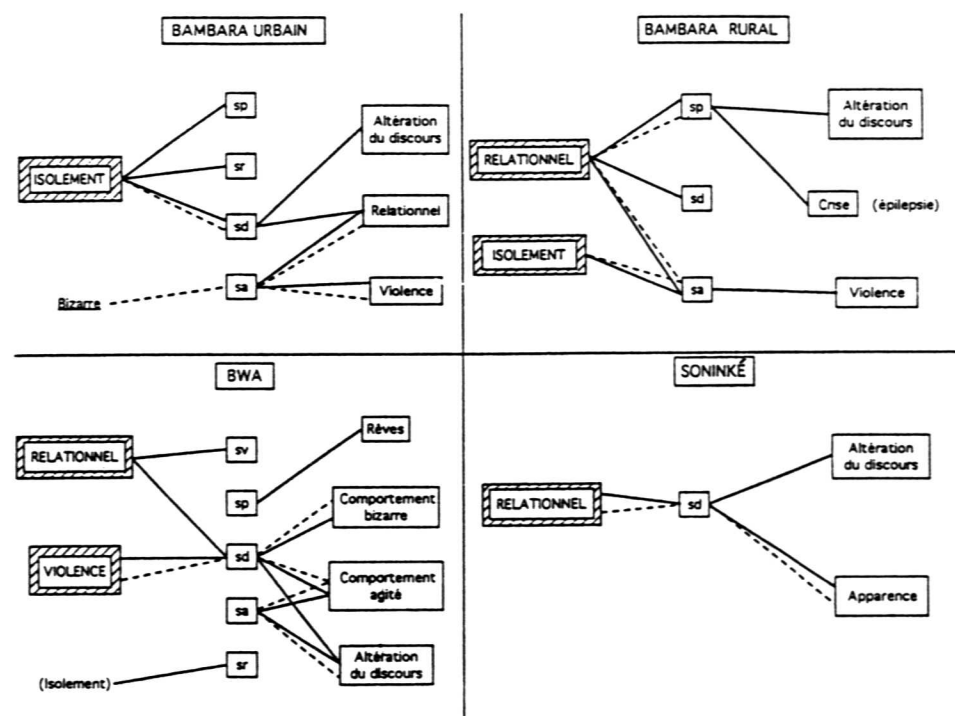 BAMBARA URBAIN
sp
Altération
du discours
ISOLEMENT
sr
sd
Relationnel
sa
Bizarre
Violence
BAMBARA RURAL
sp
Altération
du discours
RELATIONNEL
sd
Crise (épilepsie)
ISOLEMENT
sa
Violence
BWA
Rêves
RELATIONNEL
sv
sp
Comportement
bizarre
VIOLENCE
sd
Comportement
agité
sa
Altération
du discours
sr
(Isolement)
SONINKÉ
Altération
du discours
RELATIONNEL
sd
Apparence